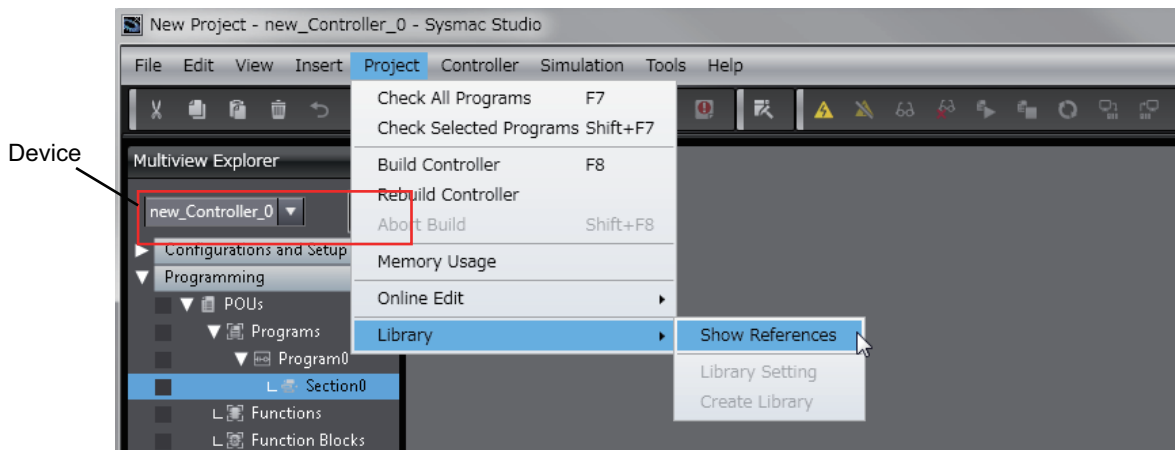 New Project - new_Controller_0 - Sysmac Studio
File Edit View Insert Project Controller Simulation Tools Help
Check All Programs F7
Check Selected Programs Shift+F7
Device
Multiview Explorer
Build Controller F8
new_Controller_0
Rebuild Controller
Abort Build Shift+F8
Configurations and Setup
Memory Usage
Programming
POUs
Online Edit
Programs
Library
Show References
Program0
Library Setting
Section0
Create Library
Functions
Function Blocks